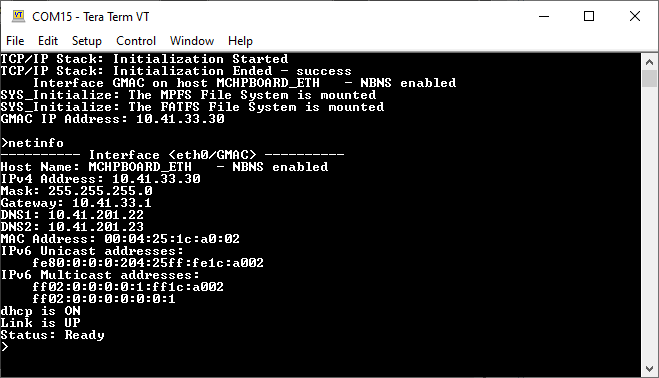 COM15 - Tera Term VT
File Edit Setup Control Window Help
TCP/IP Stack: Initialization Started
TCP/IP Stack: Initialization Ended - success
    Interface GMAC on host MCHPBOARD_ETH   - NBNS enabled
SYS_Initialize: The MPFS File System is mounted
SYS_Initialize: The FATFS File System is mounted
GMAC IP Address: 10.41.33.30
>netinfo
---------- Interface <eth0/GMAC> ----------
Host Name: MCHPBOARD_ETH   - NBNS enabled
IPv4 Address: 10.41.33.30
Mask: 255.255.255.0
Gateway: 10.41.33.1
DNS1: 10.41.201.22
DNS2: 10.41.201.23
MAC Address: 00:04:25:1c:a0:02
IPv6 Unicast addresses:
    fe80:0:0:0:204:25ff:fe1c:a002
IPv6 Multicast addresses:
    ff02:0:0:0:0:1:ff1c:a002
    ff02:0:0:0:0:0:0:1
dhcp is ON
Link is UP
Status: Ready
>